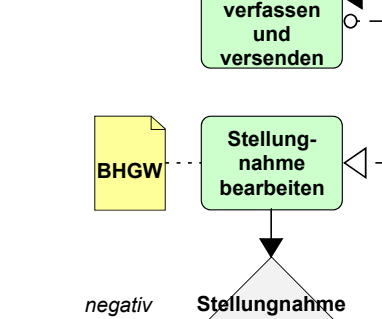 verfassen
und
versenden
Stellung-
nahme
bearbeiten
BHGW
negativ
Stellungnahme